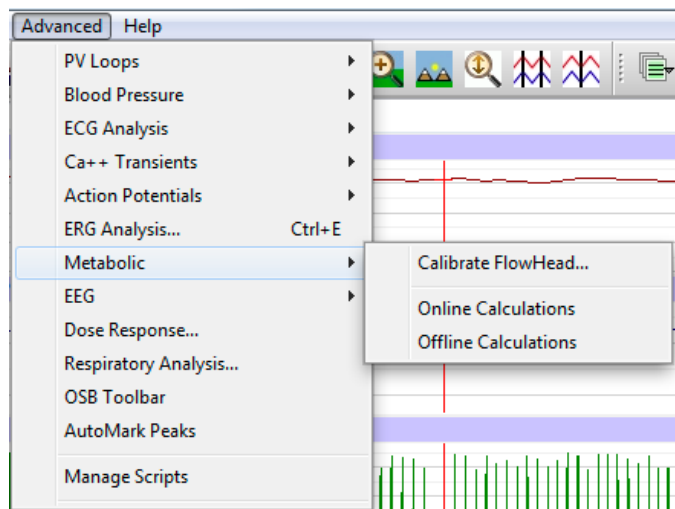 Advanced Help
PV Loops
Blood Pressure
ECG Analysis
Ca++ Transients
Action Potentials
ERG Analysis... Ctrl+E
Metabolic
Calibrate FlowHead...
EEG
Online Calculations
Dose Response...
Offline Calculations
Respiratory Analysis...
OSB Toolbar
AutoMark Peaks
Manage Scripts